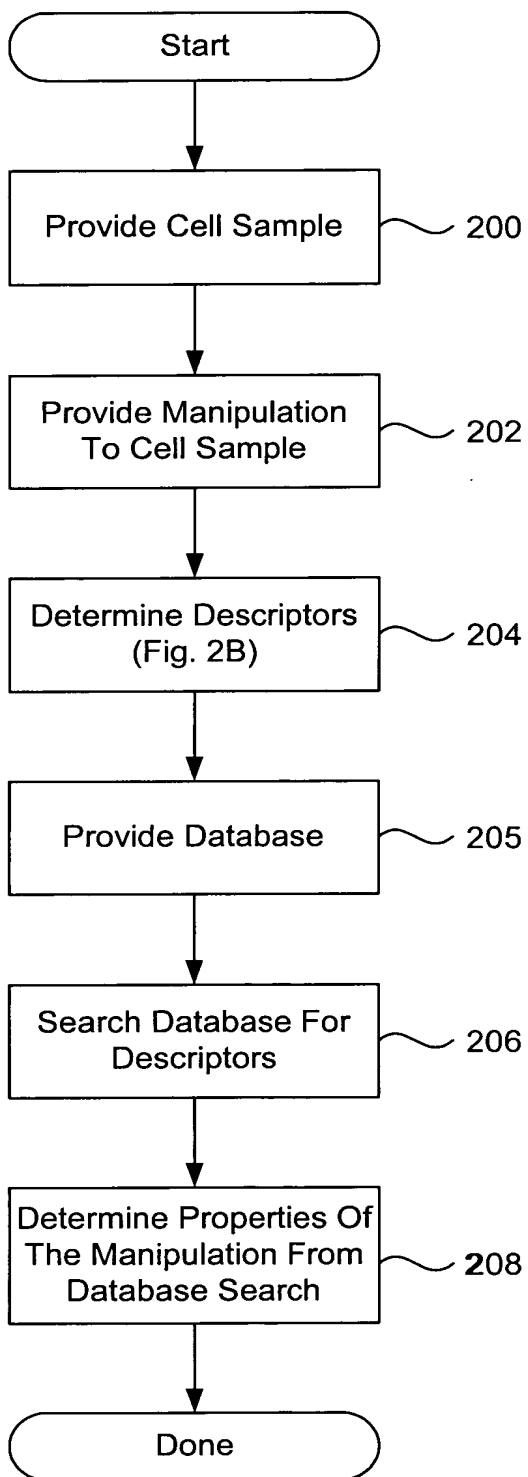 Start
Provide Cell Sample
200
Provide Manipulation
To Cell Sample
202
Determine Descriptors
(Fig. 2B)
204
Provide Database
205
Search Database For
Descriptors
206
Determine Properties Of
The Manipulation From
Database Search
208
Done